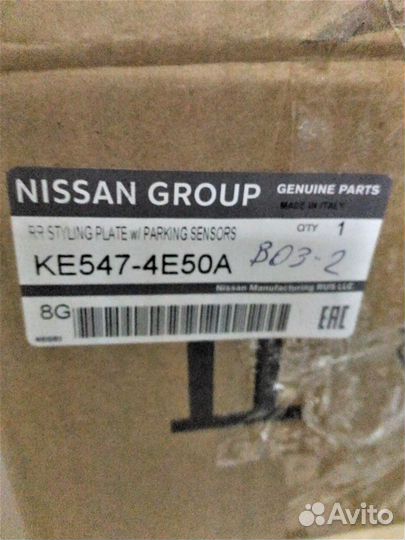 NISSAN GROUP
GENUINE PARTS
MADE IN ITALY
RR STYLING PLATE w/ PARKING SENSORS
QTY 1
KE547-4E50A
B03-2
Nissan Manufacturing RUS LLC
8G
EAC
Avito